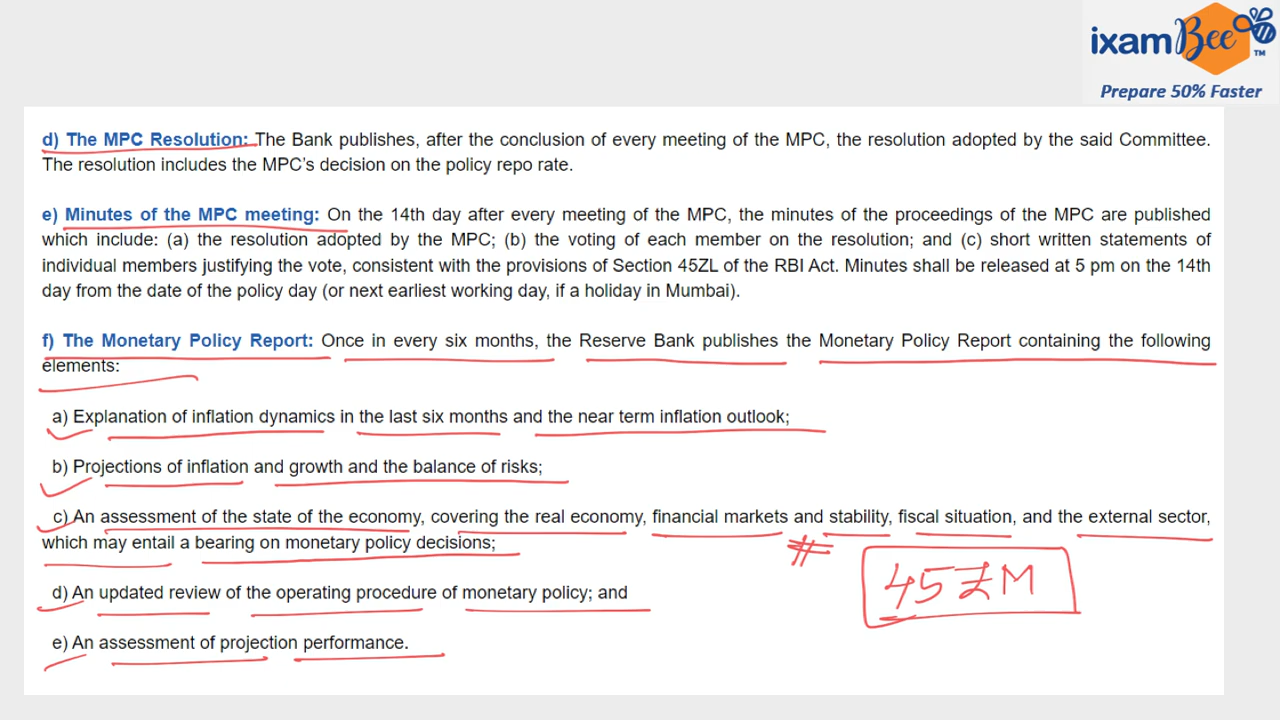 ixamBee
TM
Prepare 50% Faster
d) The MPC Resolution: The Bank publishes, after the conclusion of every meeting of the MPC, the resolution adopted by the said Committee.
The resolution includes the MPC's decision on the policy repo rate.
e) Minutes of the MPC meeting: On the 14th day after every meeting of the MPC, the minutes of the proceedings of the MPC are published
which include: (a) the resolution adopted by the MPC; (b) the voting of each member on the resolution; and (c) short written statements of
individual members justifying the vote, consistent with the provisions of Section 45ZL of the RBI Act. Minutes shall be released at 5 pm on the 14th
day from the date of the policy day (or next earliest working day, if a holiday in Mumbai).
f) The Monetary Policy Report: Once in every six months, the Reserve Bank publishes the Monetary Policy Report containing the following
elements:
a) Explanation of inflation dynamics in the last six months and the near term inflation outlook;
b) Projections of inflation and growth and the balance of risks;
c) An assessment of the state of the economy, covering the real economy, financial markets and stability, fiscal situation, and the external sector,
which may entail a bearing on monetary policy decisions;
# 45ZM
d) An updated review of the operating procedure of monetary policy; and
e) An assessment of projection performance.